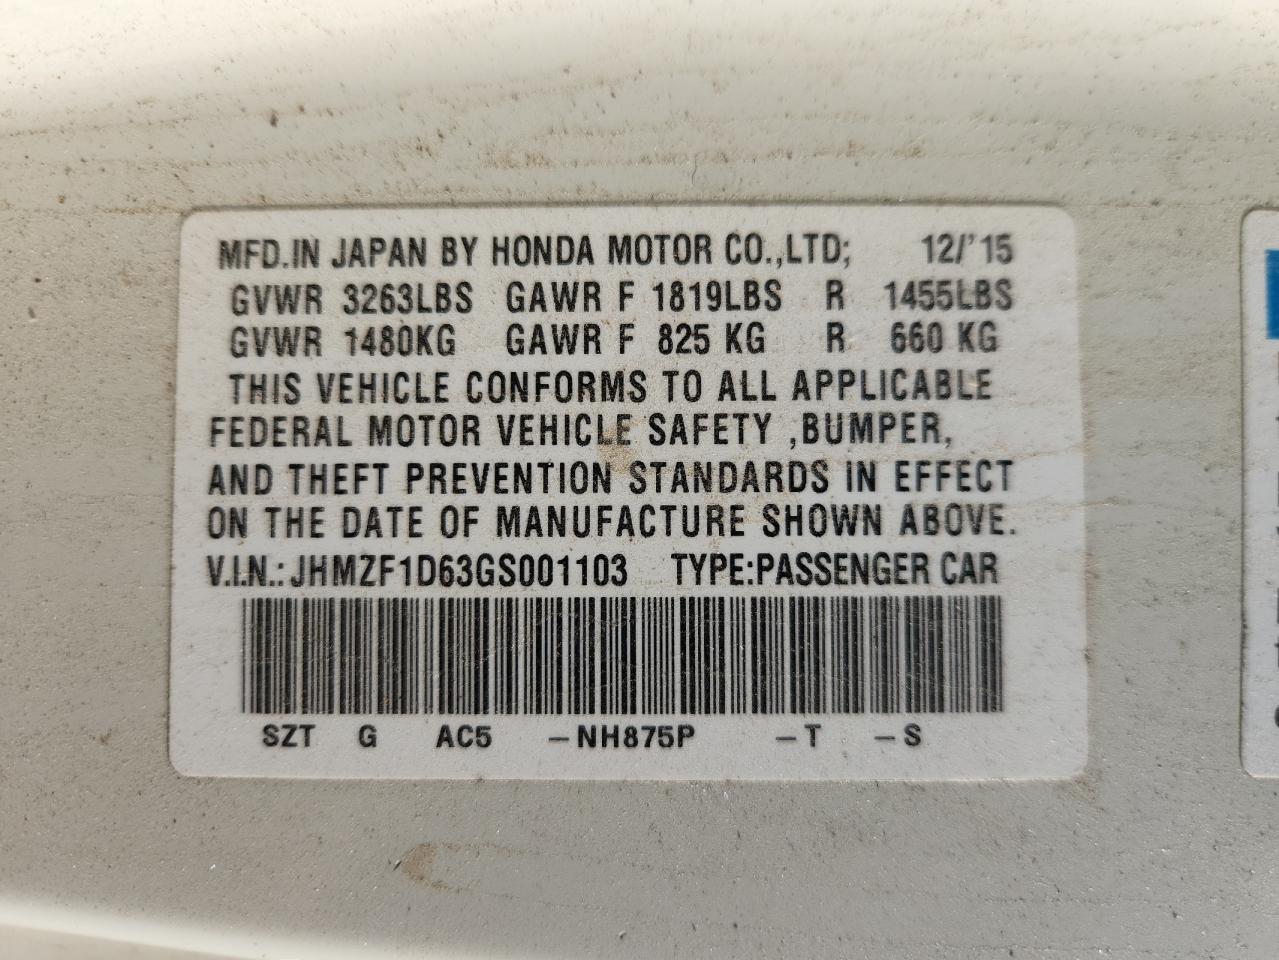 MFD.IN JAPAN BY HONDA MOTOR CO.,LTD; 12/'15
GVWR 3263LBS GAWR F 1819LBS R 1455LBS
GVWR 1480KG GAWR F 825 KG R 660 KG
THIS VEHICLE CONFORMS TO ALL APPLICABLE
FEDERAL MOTOR VEHICLE SAFETY ,BUMPER,
AND THEFT PREVENTION STANDARDS IN EFFECT
ON THE DATE OF MANUFACTURE SHOWN ABOVE.
V.I.N.:JHMZF1D63GS001103 TYPE:PASSENGER CAR
SZT G AC5 –NH875P –T –S